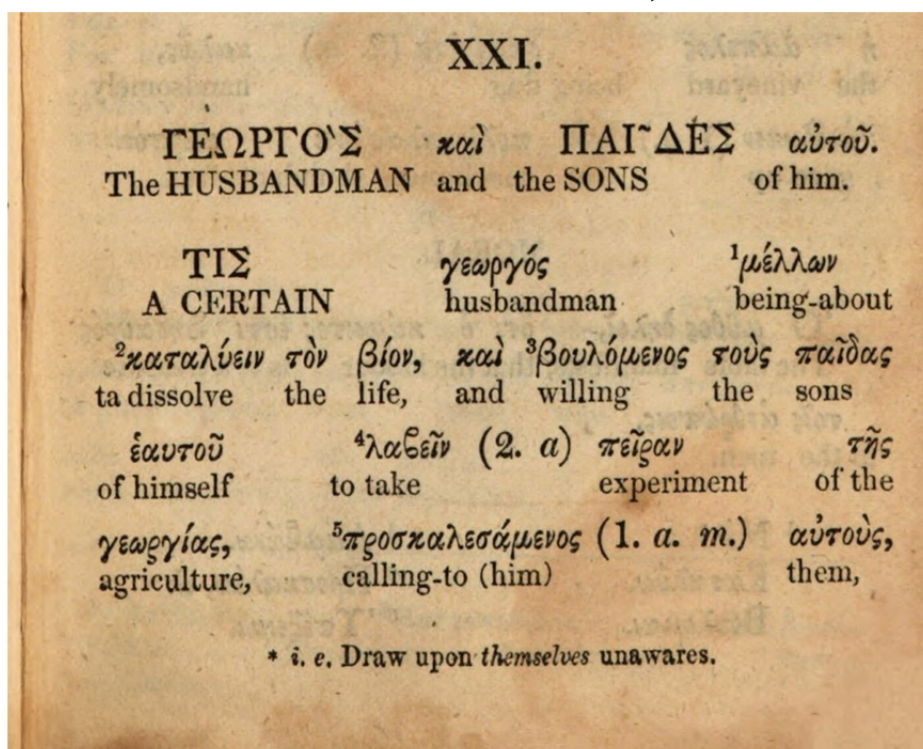 XXI.
ΓΕΩΡΓΟ`Σ καὶ ΠΑΙ͂ΔΕΣ αὐτοῦ.
The HUSBANDMAN and the SONS of him.
ΤΙΣ γεωργός ¹μέλλων
A CERTAIN husbandman being-about
²καταλύειν τὸν βίον, καὶ ³βουλόμενος τοὺς παῖδας
ta dissolve the life, and willing the sons
ἑαυτοῦ ⁴λαϐεῖν (2. a) πεῖραν τῆς
of himself to take experiment of the
γεωργίας, ⁵προσκαλεσάμενος (1. a. m.) αὐτοὺς,
agriculture, calling-to (him) them,
* i. e. Draw upon themselves unawares.